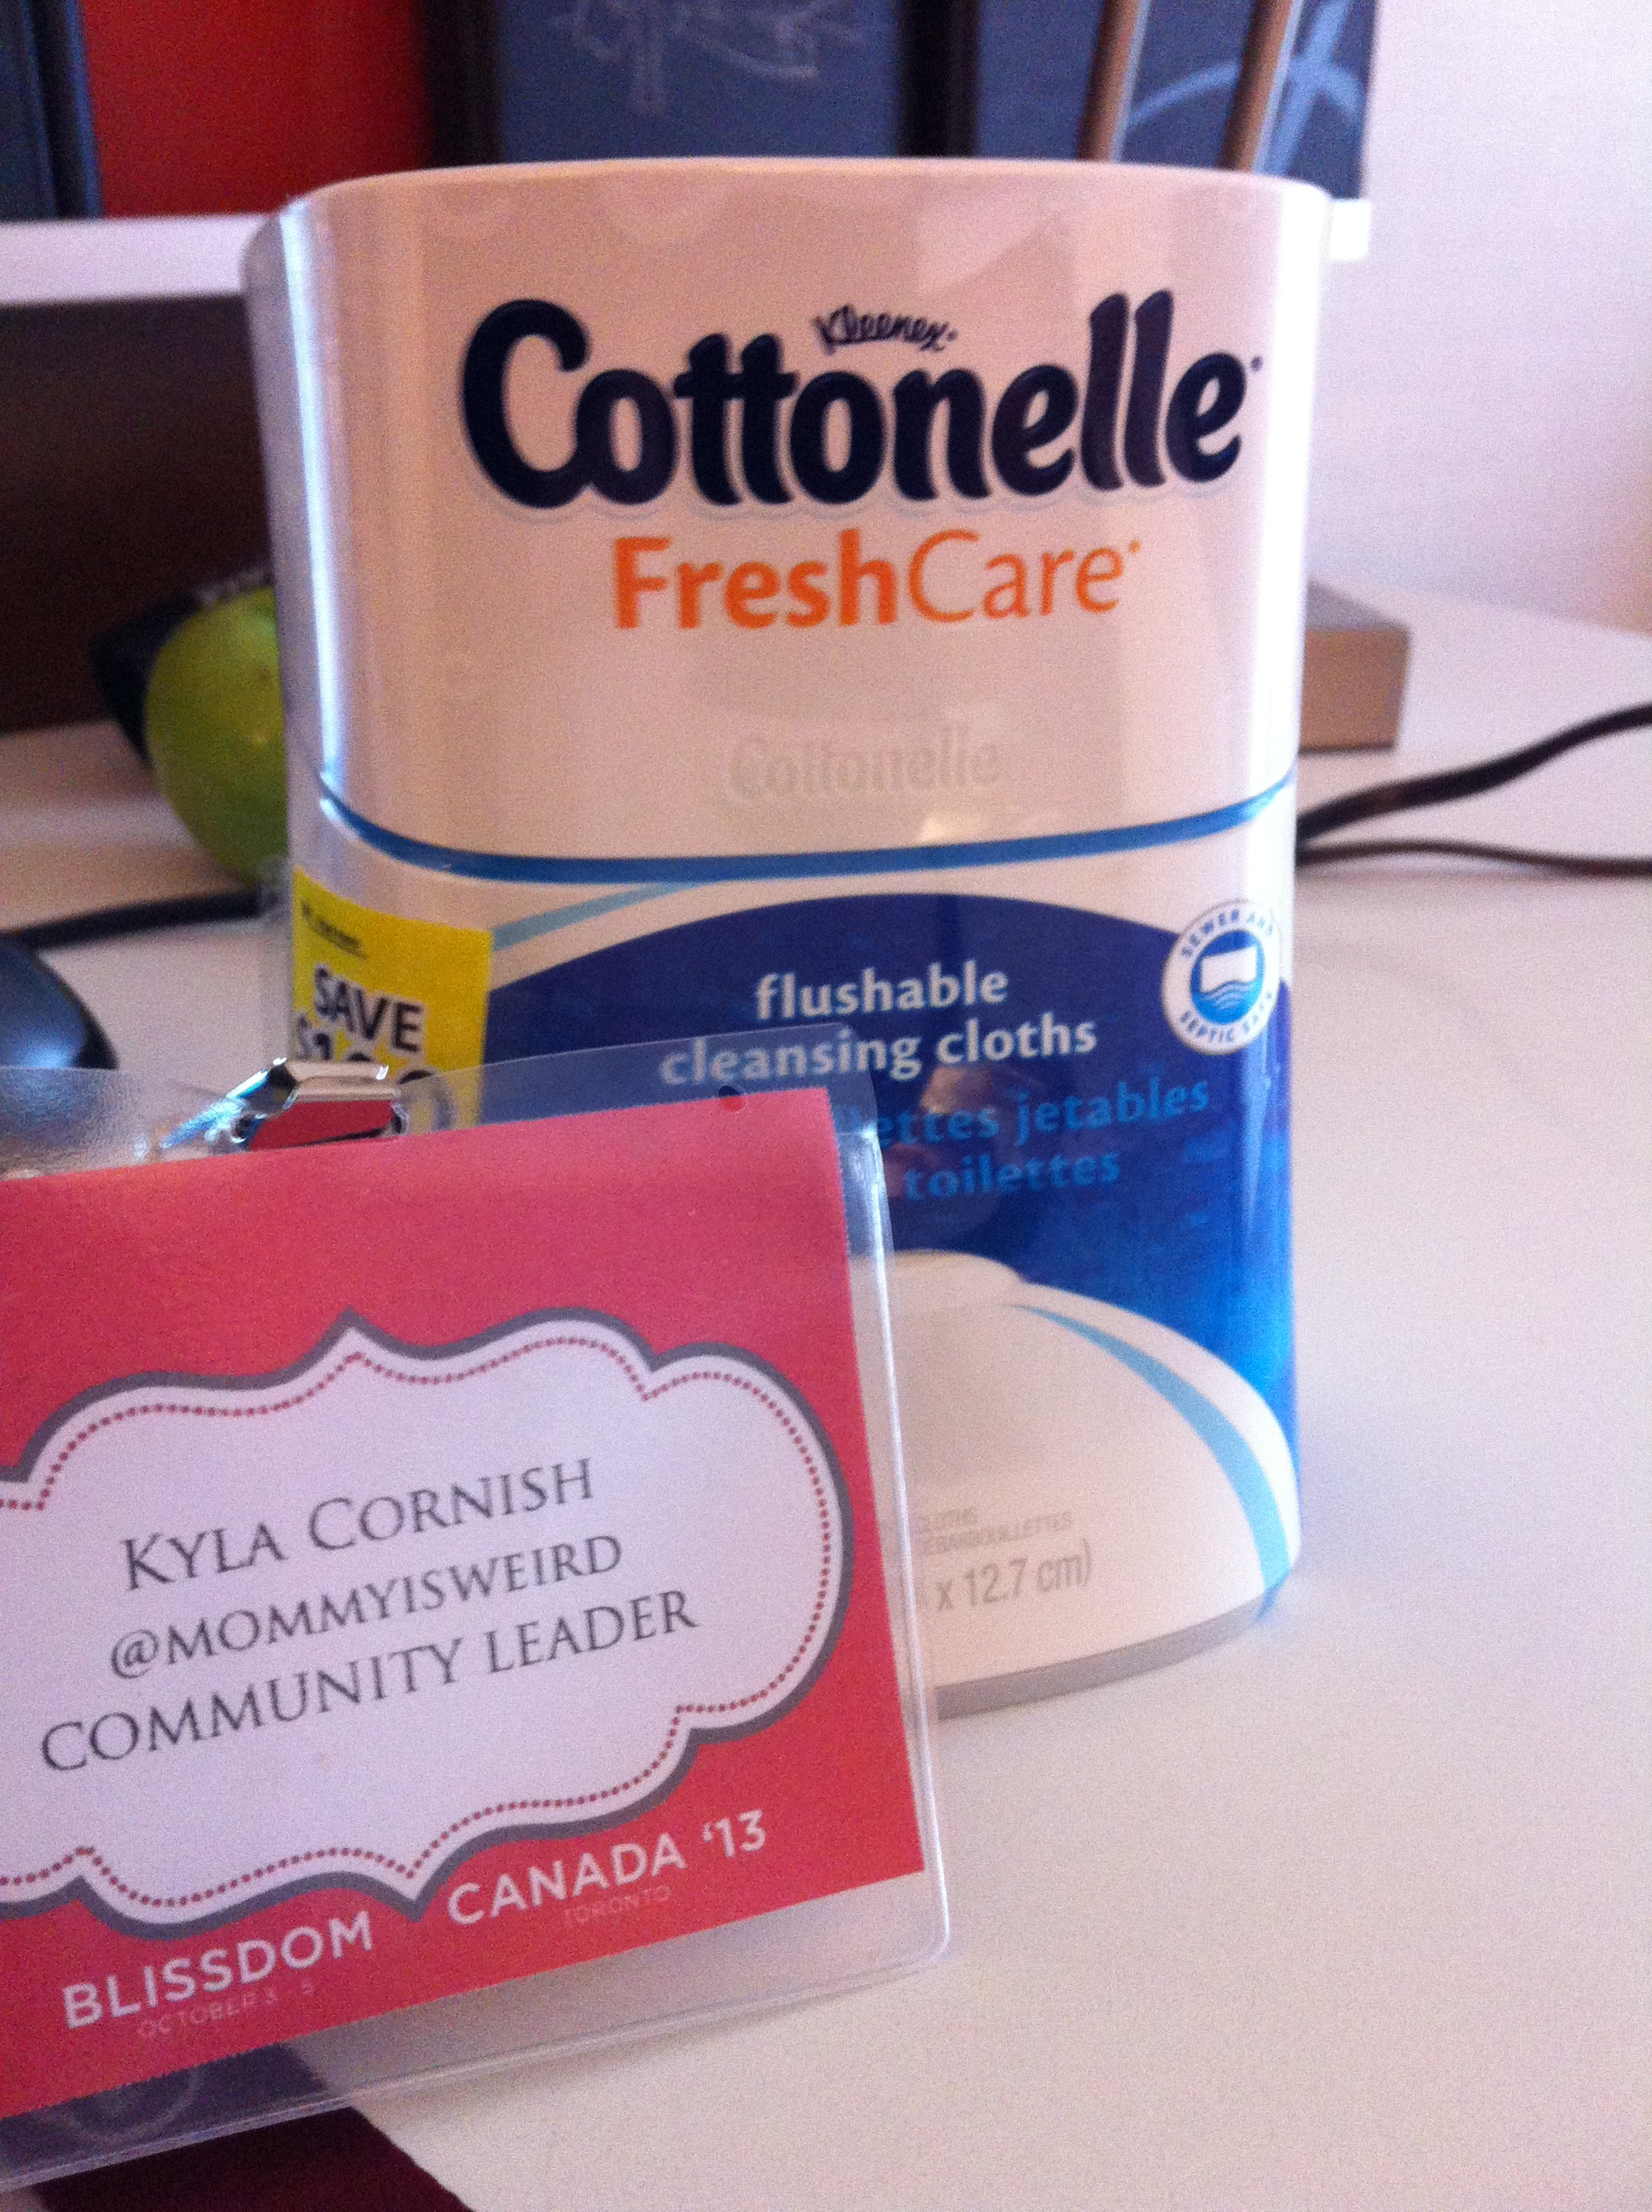 Kleenex
Cottonelle
FreshCare
Cottonelle
SAVE
flushable
cleansing cloths
jetables
toilettes
SEWER AND
SEPTIC SAFE
CLOTHS
x 12.7 cm)
KYLA CORNISH
@MOMMYISWEIRD
COMMUNITY LEADER
BLISSDOM CANADA '13
OCTOBER 3 - 5 TORONTO